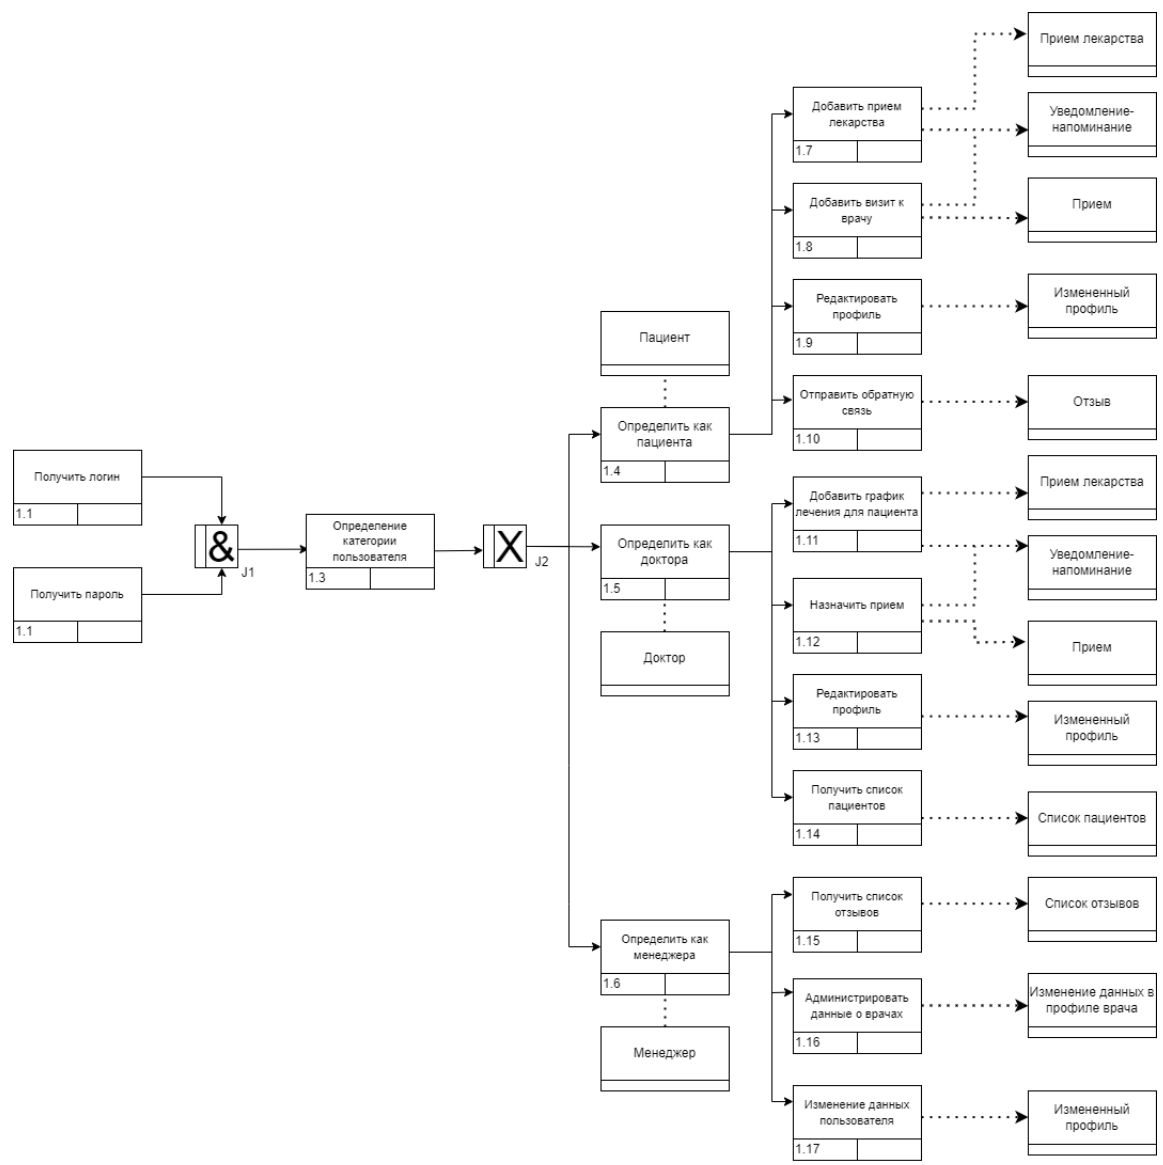 Получить логин
1.1
Получить пароль
1.1
&
J1
Определение
категории
пользователя
1.3
X
J2
Пациент
Определить как
пациента
1.4
Определить как
доктора
1.5
Доктор
Определить как
менеджера
1.6
Менеджер
Добавить прием
лекарства
1.7
Добавить визит к
врачу
1.8
Редактировать
профиль
1.9
Отправить обратную
связь
1.10
Добавить график
лечения для пациента
1.11
Назначить прием
1.12
Редактировать
профиль
1.13
Получить список
пациентов
1.14
Получить список
отзывов
1.15
Администрировать
данные о врачах
1.16
Изменение данных
пользователя
1.17
Прием лекарства
Уведомление-
напоминание
Прием
Измененный
профиль
Отзыв
Прием лекарства
Уведомление-
напоминание
Прием
Измененный
профиль
Список пациентов
Список отзывов
Изменение данных в
профиле врача
Измененный
профиль